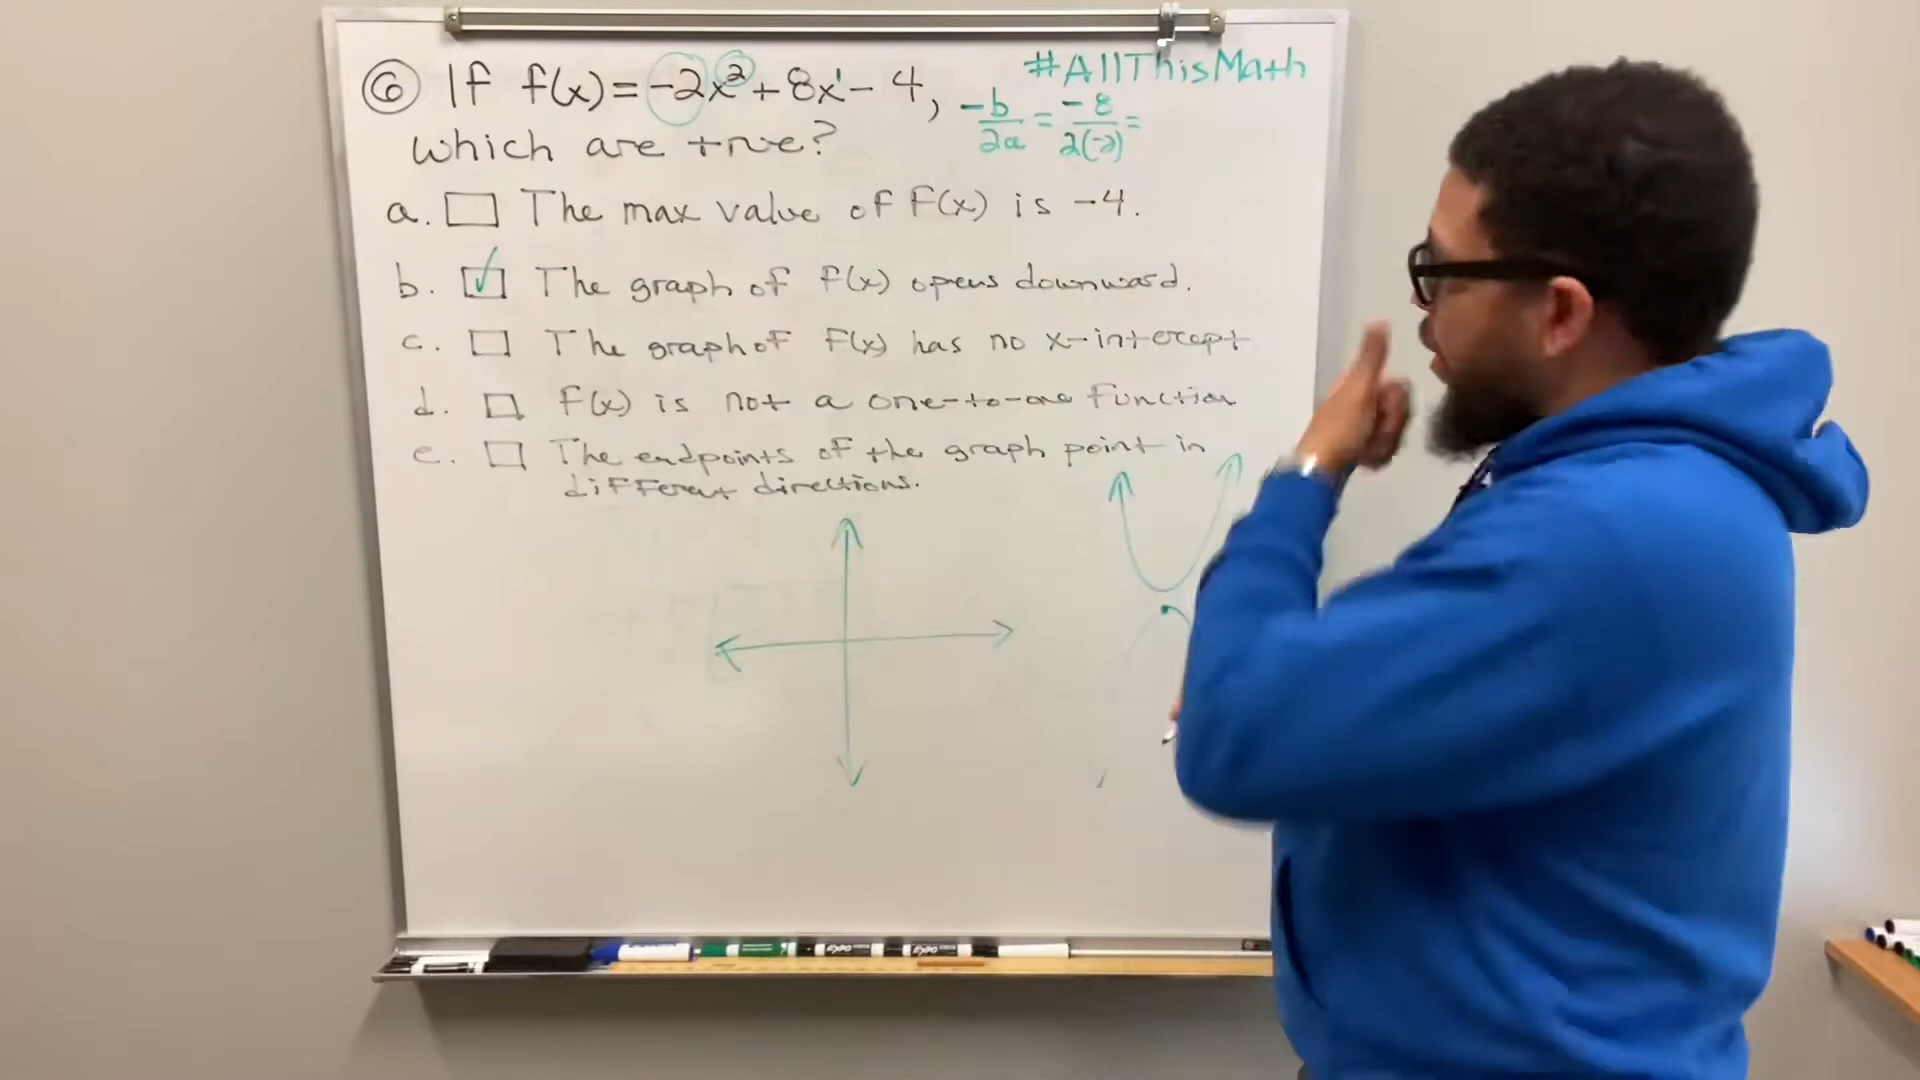 ⑥ If f(x) = -2x² + 8x¹ - 4,
which are true?
#AllThisMath
-b/2a = -8/2(-2) =
a. ☐ The max value of f(x) is -4.
b. ☑ The graph of f(x) opens downward.
c. ☐ The graph of f(x) has no x-intercept
d. ☐ f(x) is not a one-to-one function
e. ☐ The endpoints of the graph point in
different directions.
EXPO
EXPO